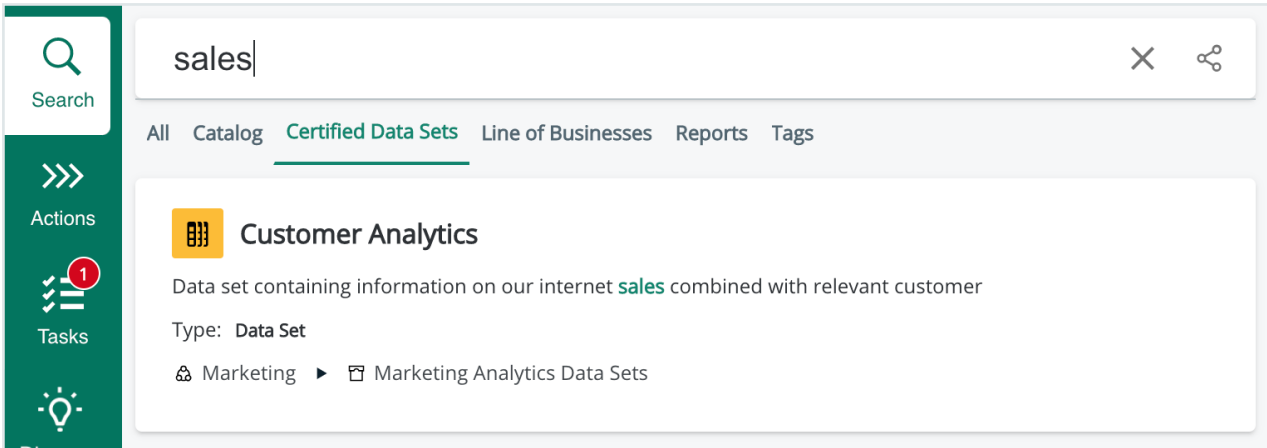 sales
Search
All Catalog Certified Data Sets Line of Businesses Reports Tags
Actions
Customer Analytics
1
Data set containing information on our internet sales combined with relevant customer
Tasks
Type: Data Set
Marketing Marketing Analytics Data Sets